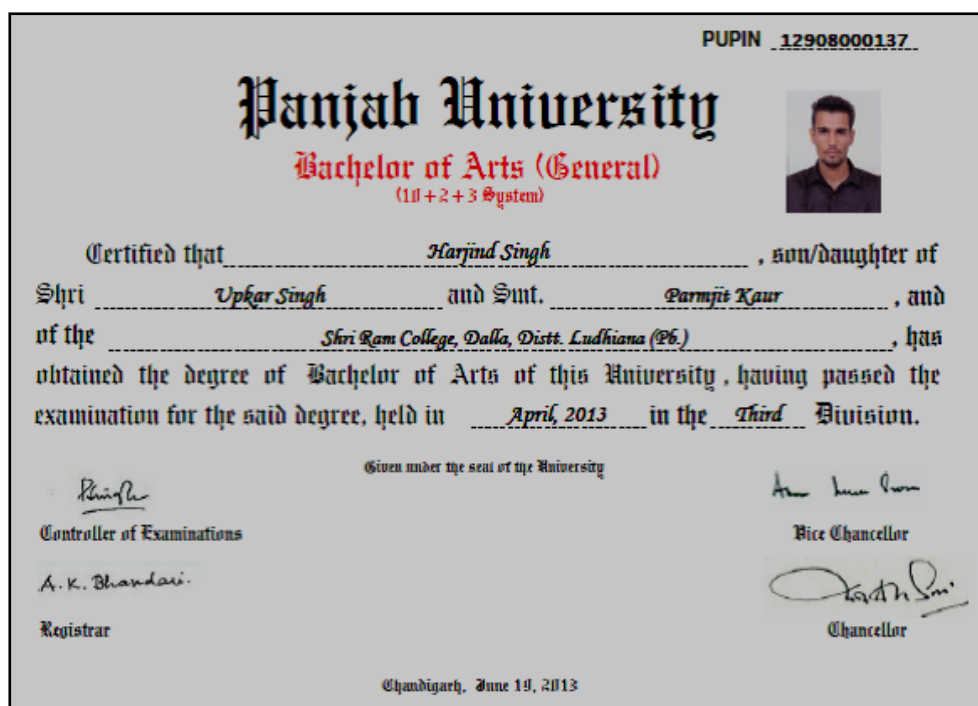 PUPIN 12908000137
Panjab University
Bachelor of Arts (General)
(10+2+3 System)
Certified that Harjind Singh, son/daughter of
Shri Upkar Singh and Smt. Parmjit Kaur, and
of the Shri Ram College, Dalla, Distt. Ludhiana (Pb.), has
obtained the degree of Bachelor of Arts of this University, having passed the
examination for the said degree, held in April, 2013 in the Third Division.
Given under the seal of the University
Controller of Examinations
Vice Chancellor
A.K. Bhandari.
Registrar
Chancellor
Chandigarh, June 19, 2013